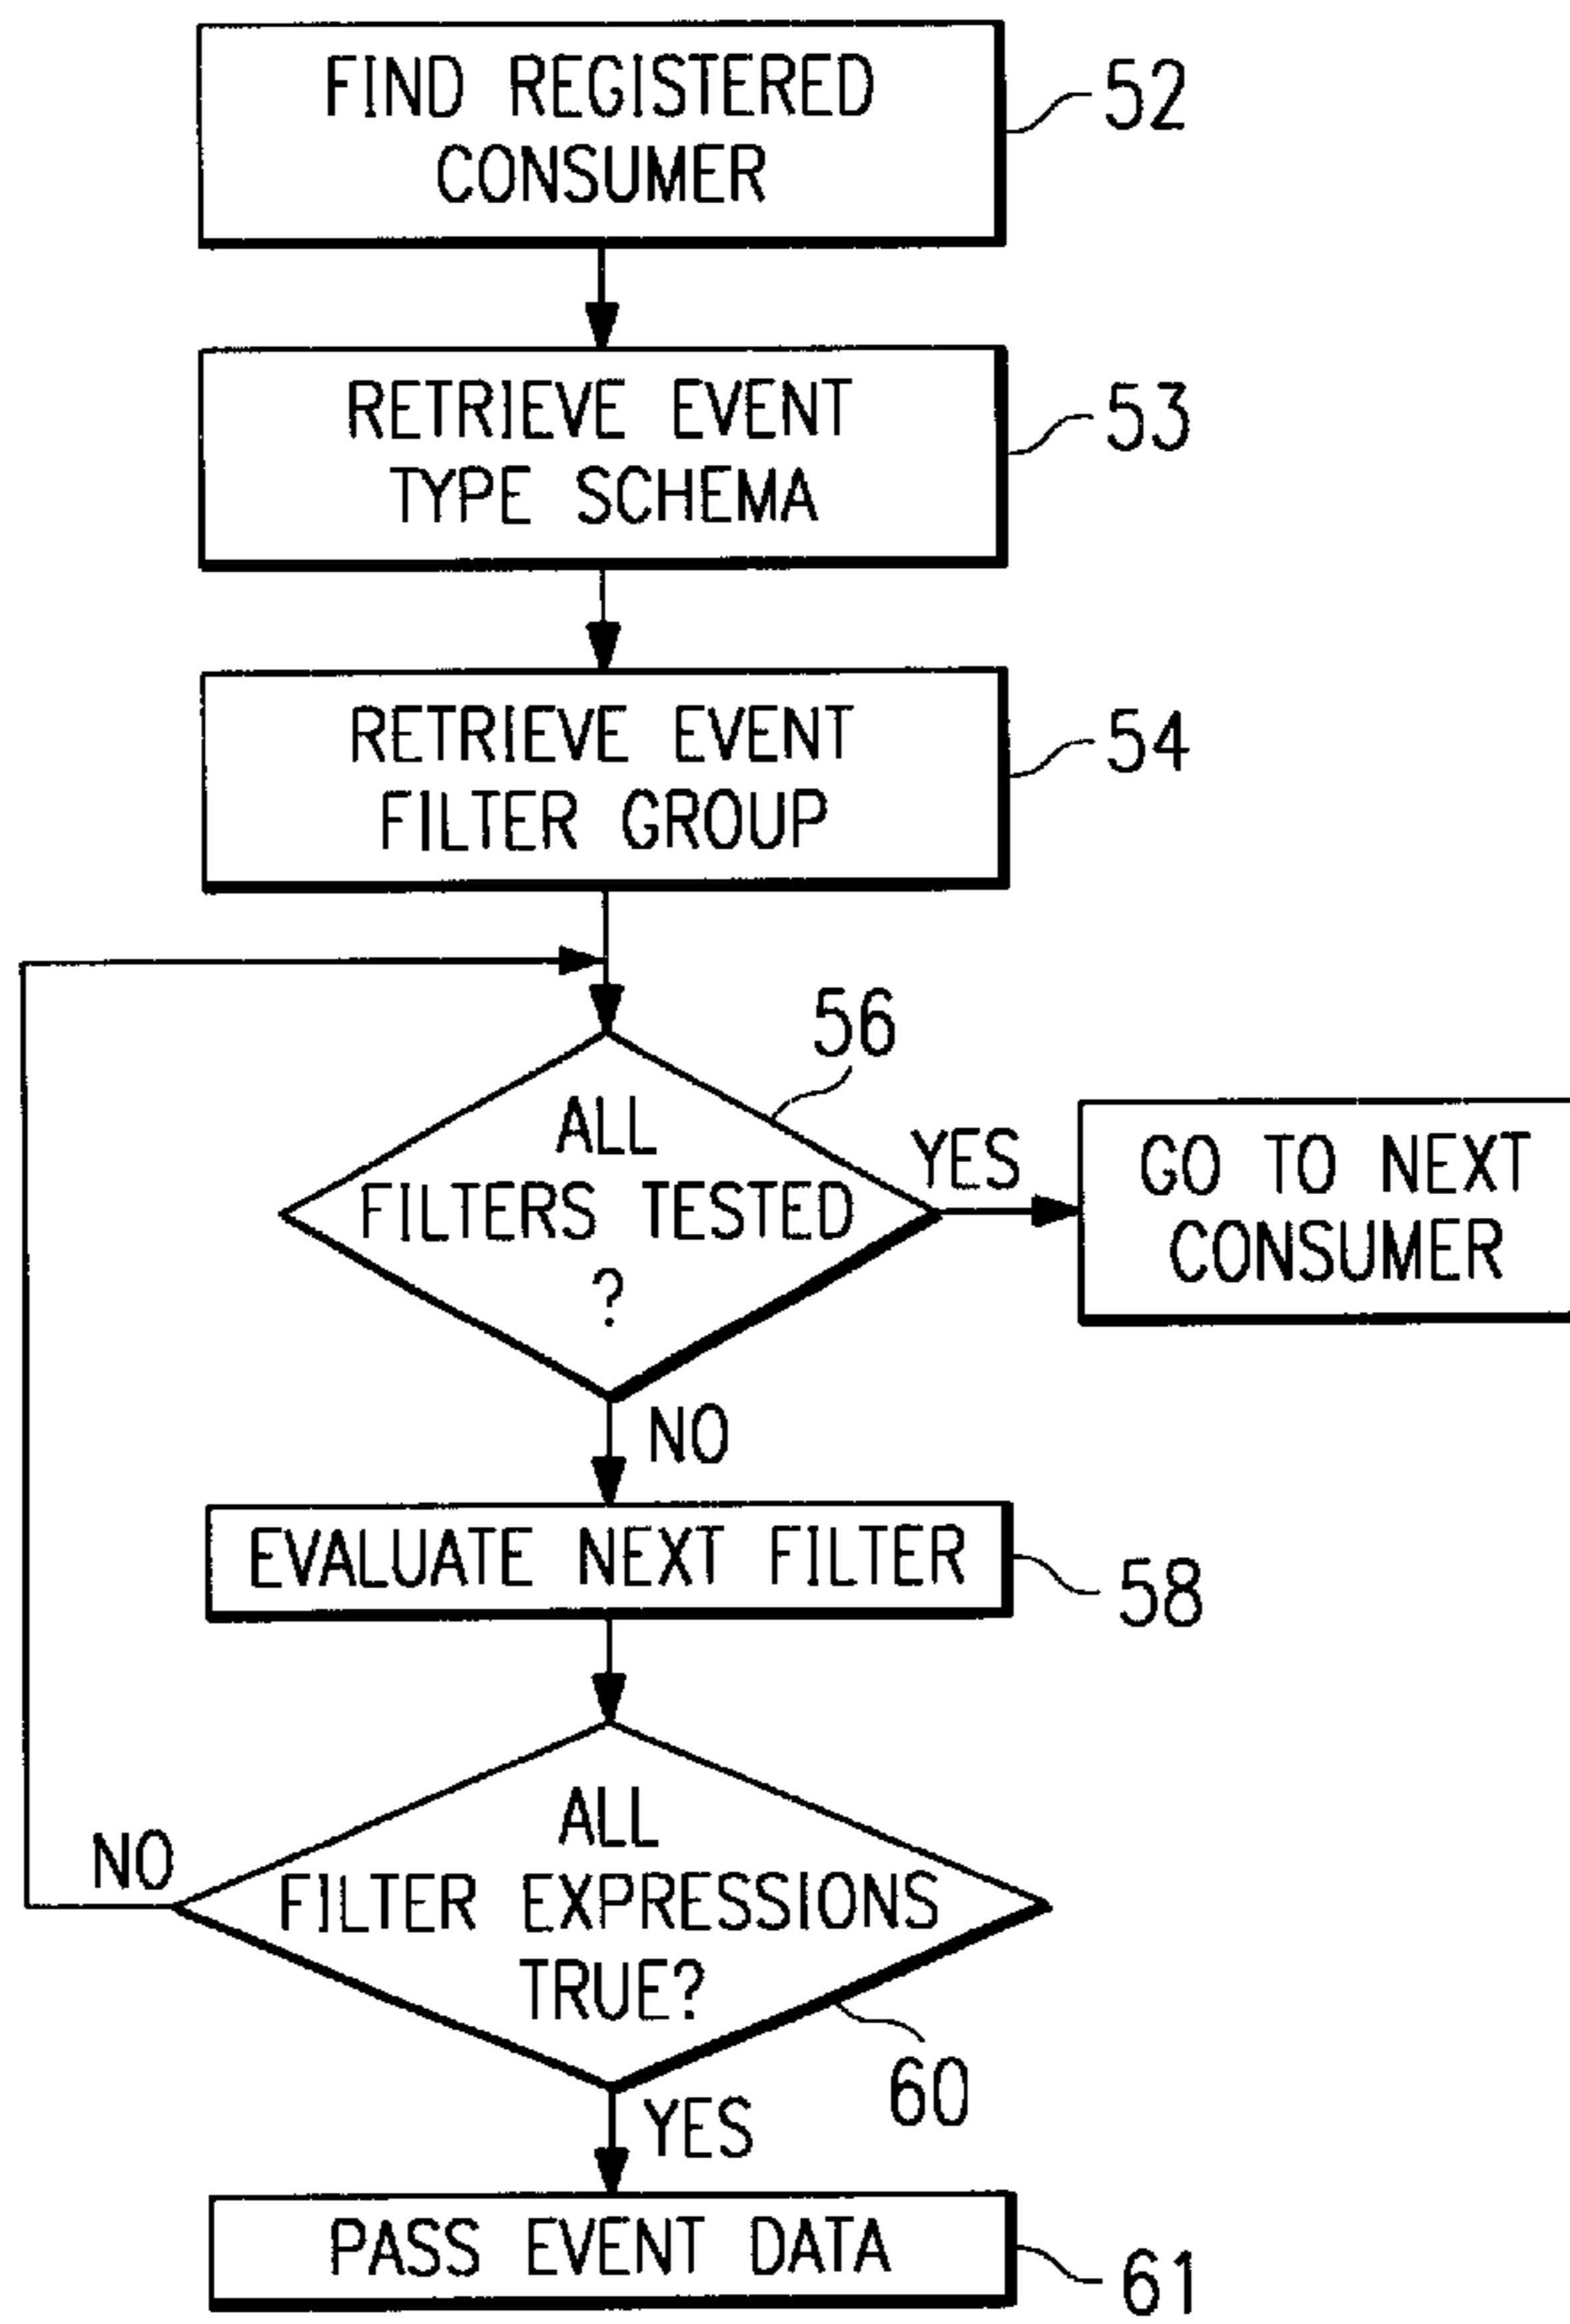 FIND REGISTERED
CONSUMER
52
RETRIEVE EVENT
TYPE SCHEMA
53
RETRIEVE EVENT
FILTER GROUP
54
56
ALL
FILTERS TESTED
?
YES
GO TO NEXT
CONSUMER
NO
EVALUATE NEXT FILTER
58
ALL
FILTER EXPRESSIONS
TRUE?
NO
60
YES
PASS EVENT DATA
61